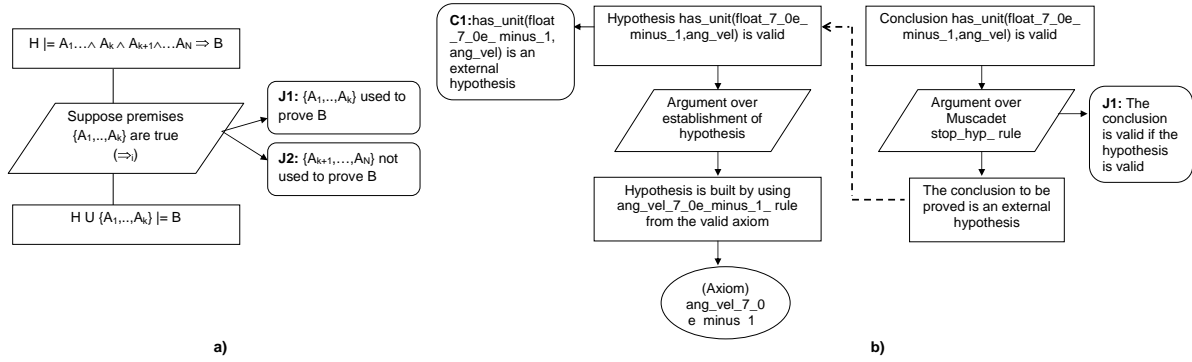 H |= A1…∧ Ak ∧ Ak+1∧…AN ⇒ B
Suppose premises
{A1,..,Ak} are true
(⇒i)
J1: {A1,..,Ak} used to
prove B
J2: {Ak+1,…,AN} not
used to prove B
H U {A1,..,Ak} |= B
a)
C1:has_unit(float
_7_0e_ minus_1,
ang_vel) is an
external
hypothesis
Hypothesis has_unit(float_7_0e_
minus_1,ang_vel) is valid
Argument over
establishment of
hypothesis
Hypothesis is built by using
ang_vel_7_0e_minus_1_ rule
from the valid axiom
(Axiom)
ang_vel_7_0
e_minus_1
Conclusion has_unit(float_7_0e_
minus_1,ang_vel) is valid
Argument over
Muscadet
stop_hyp_ rule
J1: The
conclusion
is valid if the
hypothesis
is valid
The conclusion to be
proved is an external
hypothesis
b)